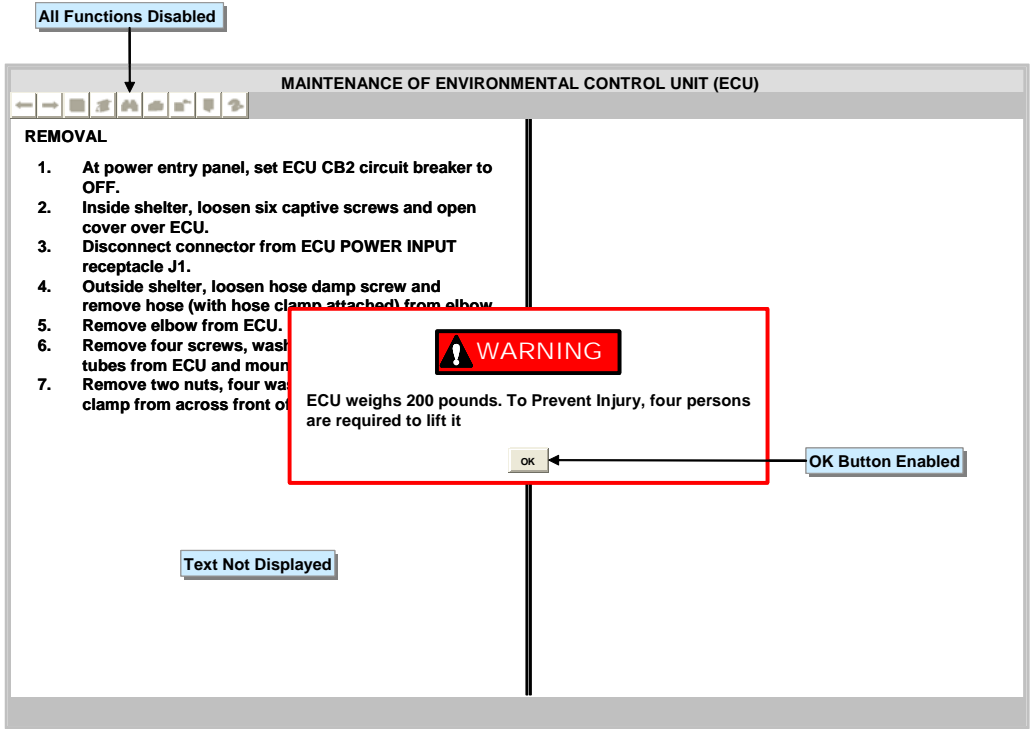 All Functions Disabled
MAINTENANCE OF ENVIRONMENTAL CONTROL UNIT (ECU)
REMOVAL
1. At power entry panel, set ECU CB2 circuit breaker to
OFF.
2. Inside shelter, loosen six captive screws and open
cover over ECU.
3. Disconnect connector from ECU POWER INPUT
receptacle J1.
4. Outside shelter, loosen hose damp screw and
remove hose (with hose clamp attached) from elbow
5. Remove elbow from ECU.
6. Remove four screws, wash
tubes from ECU and moun
7. Remove two nuts, four was
clamp from across front of
WARNING
ECU weighs 200 pounds. To Prevent Injury, four persons
are required to lift it
OK
OK Button Enabled
Text Not Displayed